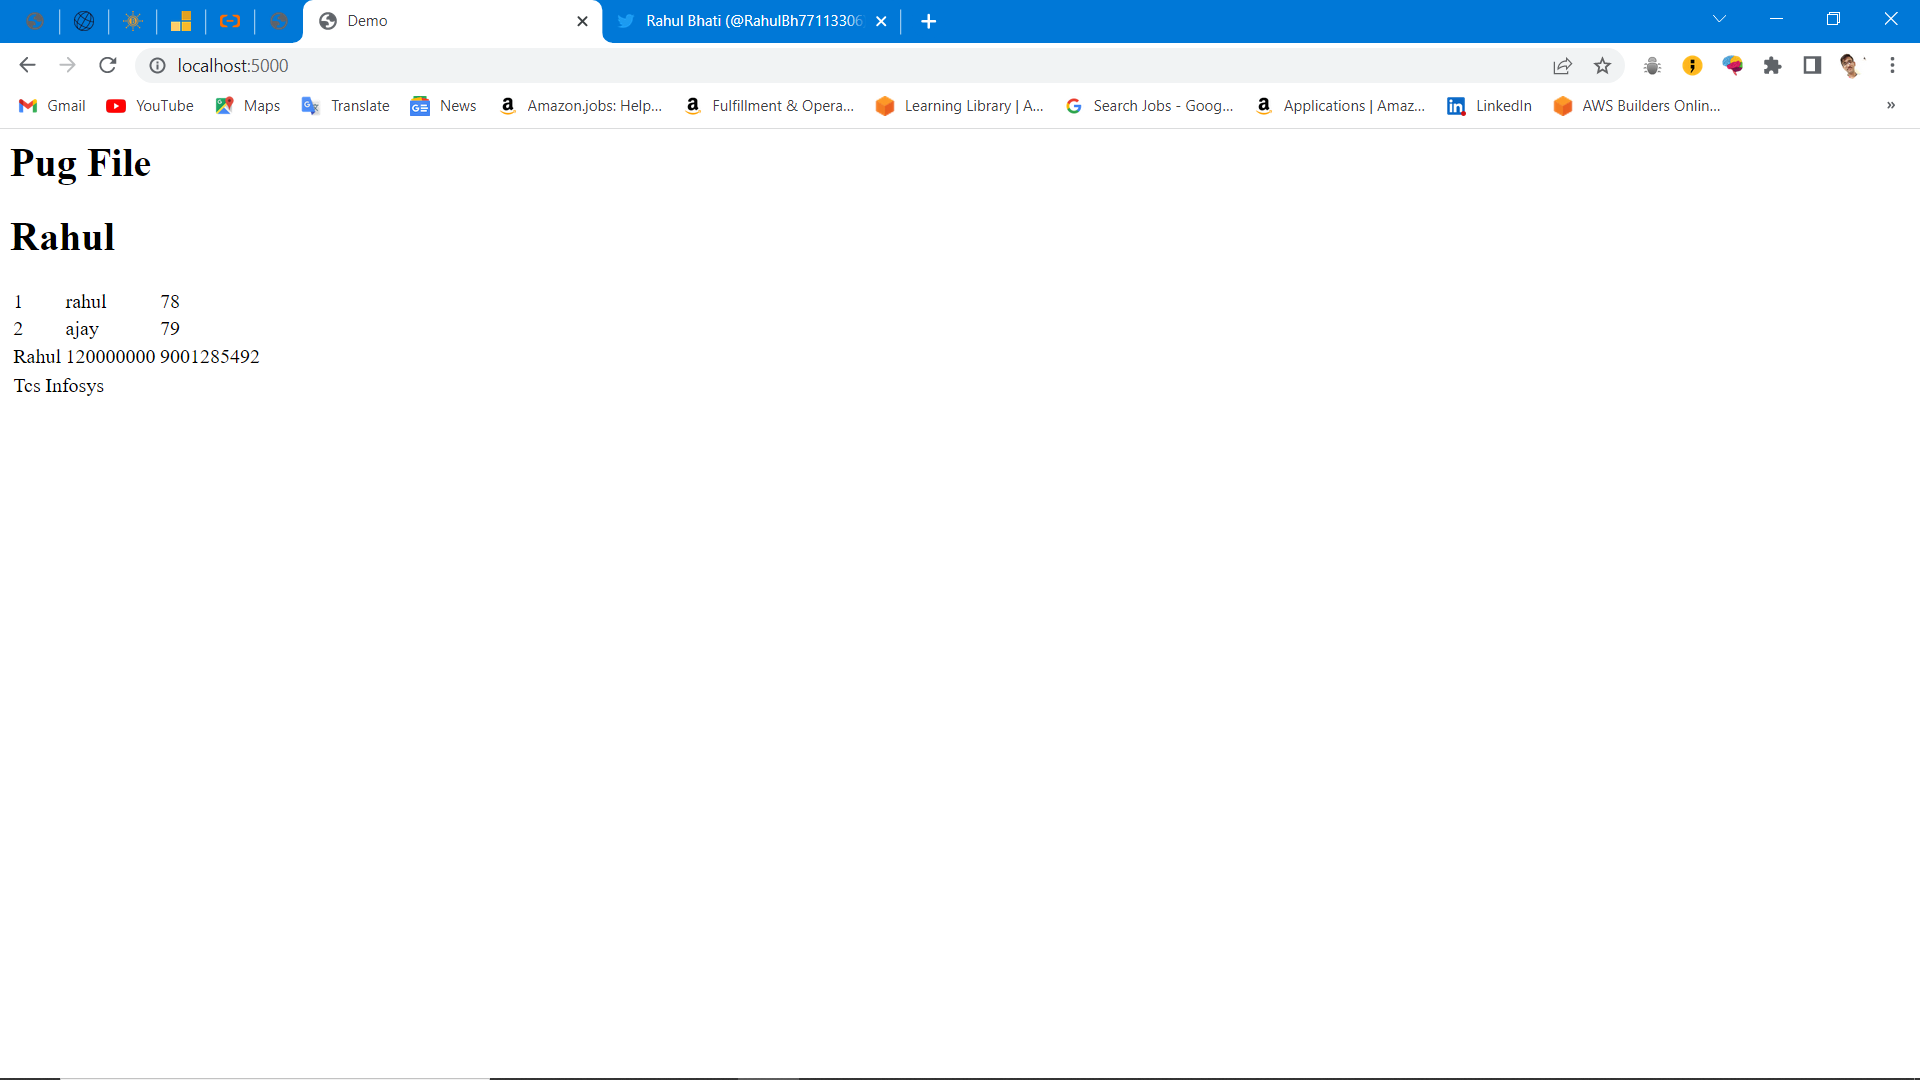 Demo
Rahul Bhati (@RahulBh77113306
localhost:5000
Gmail YouTube Maps Translate News Amazon.jobs: Help... Fulfillment & Opera... Learning Library | A... Search Jobs - Goog... Applications | Amaz... LinkedIn AWS Builders Onlin... »
Pug File
Rahul
1 rahul 78
2 ajay 79
Rahul 120000000 9001285492
Tcs Infosys